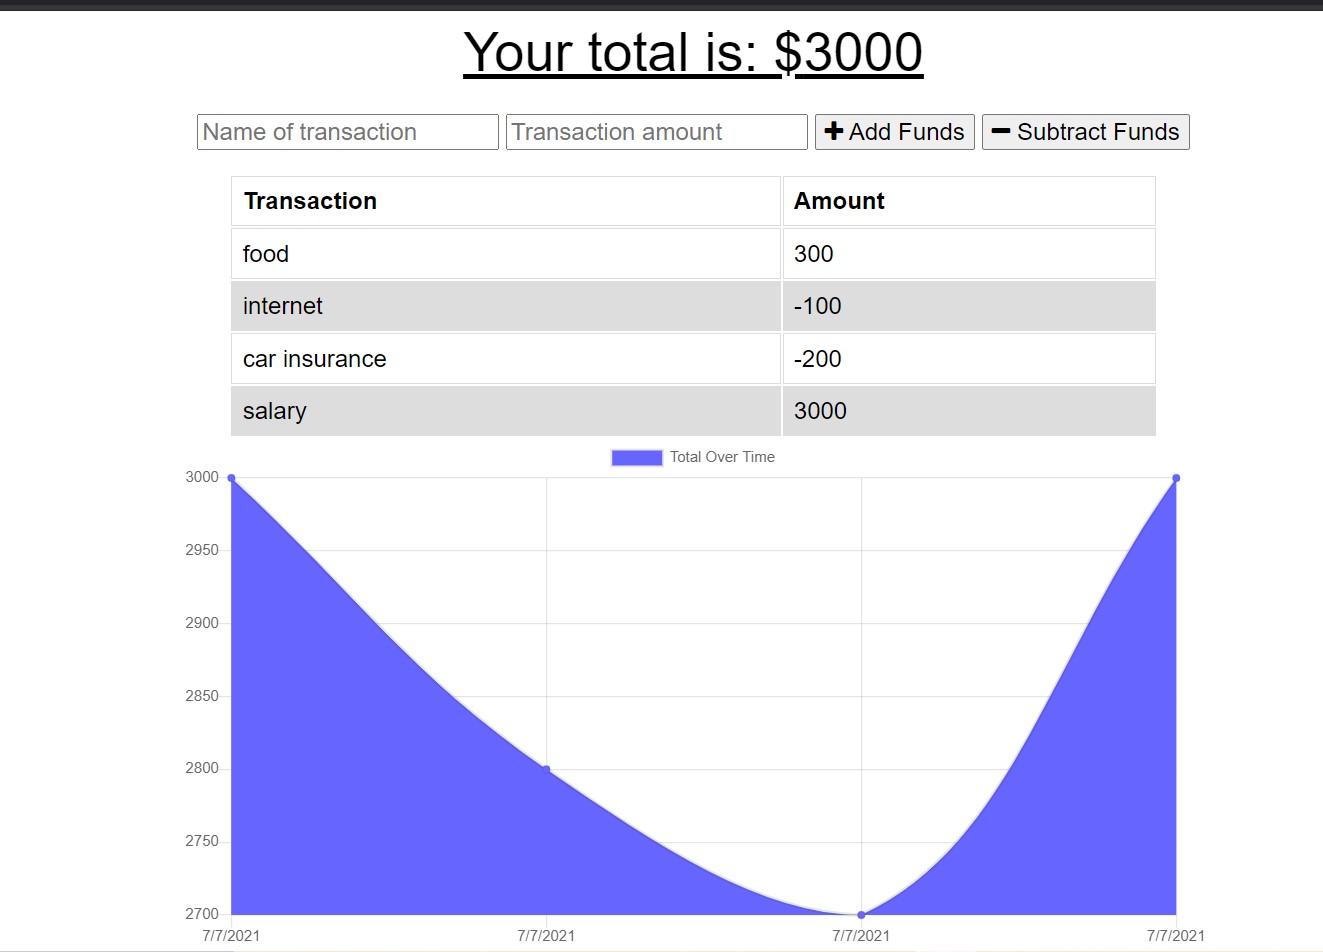 Your total is: $3000
Name of transaction Transaction amount Add Funds Subtract Funds
Transaction Amount
food 300
internet -100
car insurance -200
salary 3000
Total Over Time
3000
2950
2900
2850
2800
2750
2700
7/7/2021 7/7/2021 7/7/2021 7/7/2021